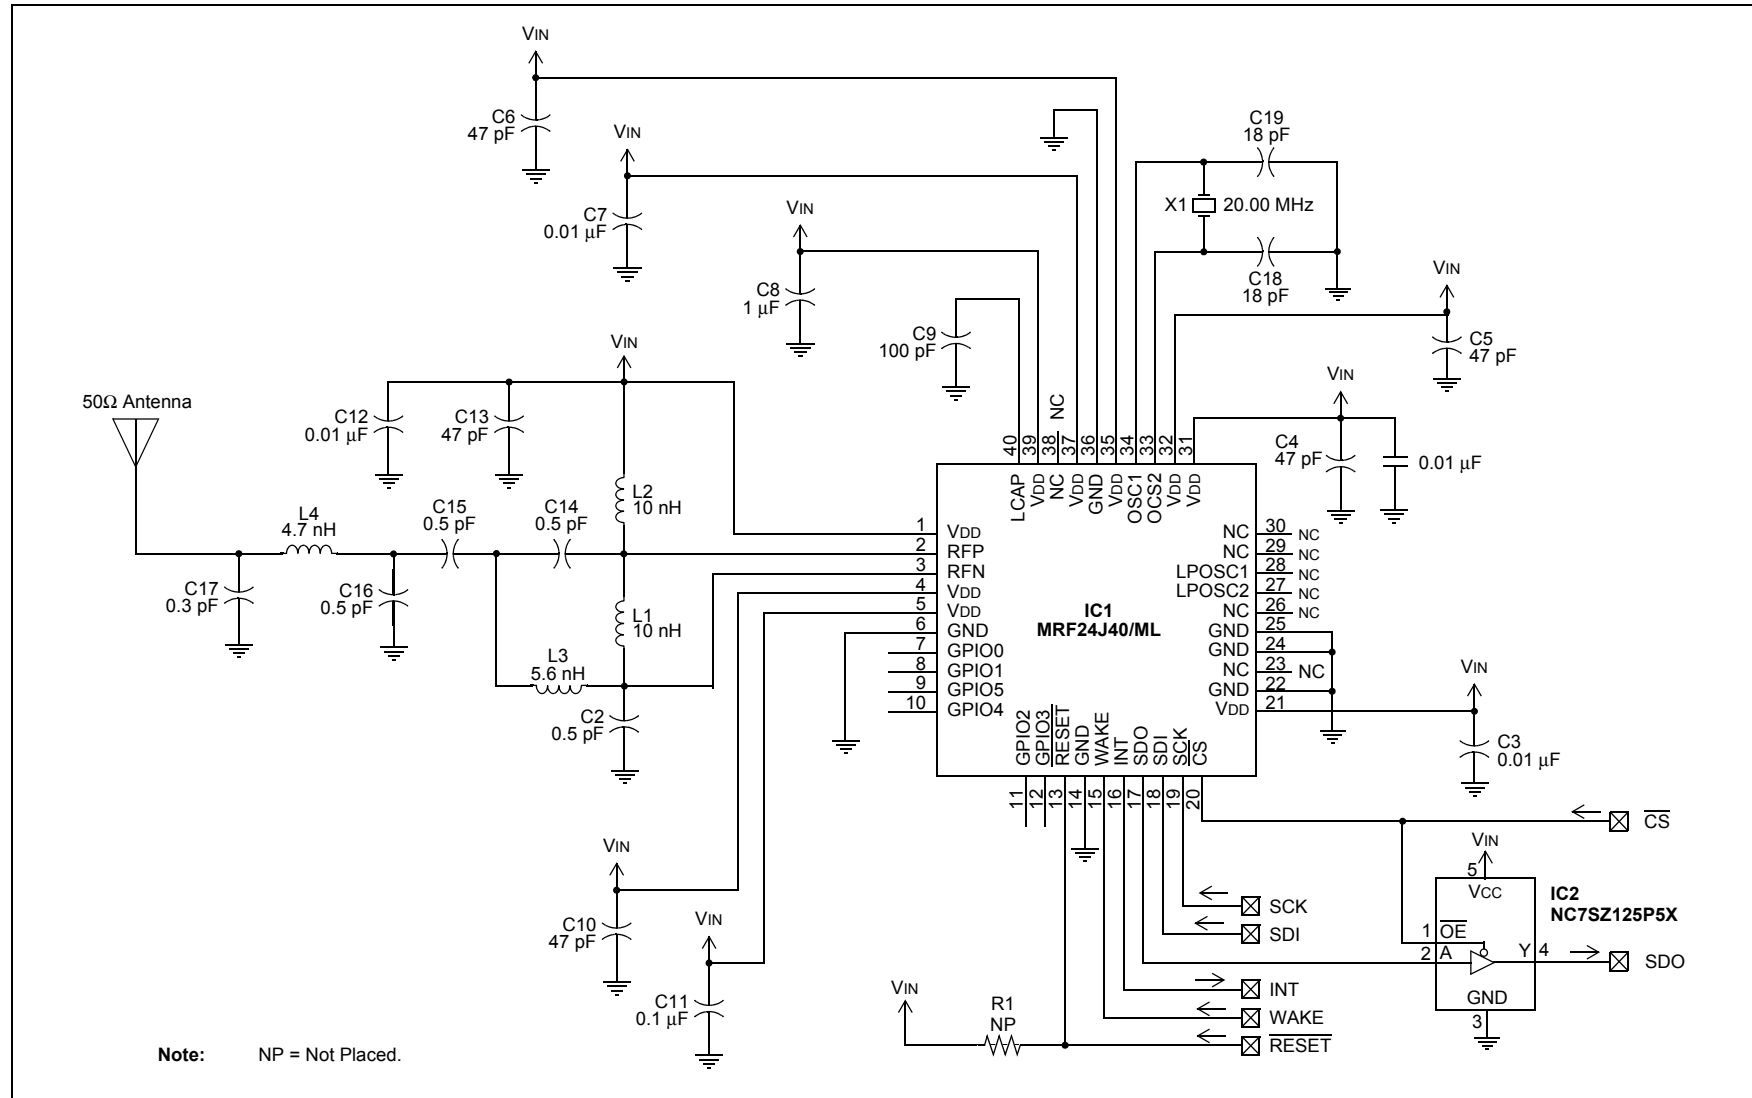 VIN
C6
47 pF
VIN
C7
0.01 µF
VIN
C8
1 µF
C9
100 pF
C19
18 pF
X1
20.00 MHz
C18
18 pF
VIN
C5
47 pF
VIN
C4
47 pF
0.01 µF
VIN
50Ω Antenna
C12
0.01 µF
C13
47 pF
L2
10 nH
L4
4.7 nH
C15
0.5 pF
C14
0.5 pF
C17
0.3 pF
C16
0.5 pF
L1
10 nH
L3
5.6 nH
C2
0.5 pF
NC
40
39
38
37
36
35
34
33
32
31
LCAP
VDD
NC
VDD
GND
VDD
OSC1
OCS2
VDD
VDD
1 VDD
2 RFP
3 RFN
4 VDD
5 VDD
6 GND
7 GPIO0
8 GPIO1
9 GPIO5
10 GPIO4
IC1
MRF24J40/ML
NC 30 NC
NC 29 NC
LPOSC1 28 NC
LPOSC2 27 NC
NC 26 NC
GND 25
GND 24
NC 23 NC
GND 22
VDD 21
GPIO2
GPIO3
RESET
GND
WAKE
INT
SDO
SDI
SCK
CS
11
12
13
14
15
16
17
18
19
20
VIN
C3
0.01 µF
CS
VIN
5
VCC
IC2
NC7SZ125P5X
1 OE
2 A
Y 4
GND
3
SDO
SCK
SDI
INT
WAKE
RESET
VIN
C10
47 pF
VIN
C11
0.1 µF
VIN
R1
NP
Note: NP = Not Placed.